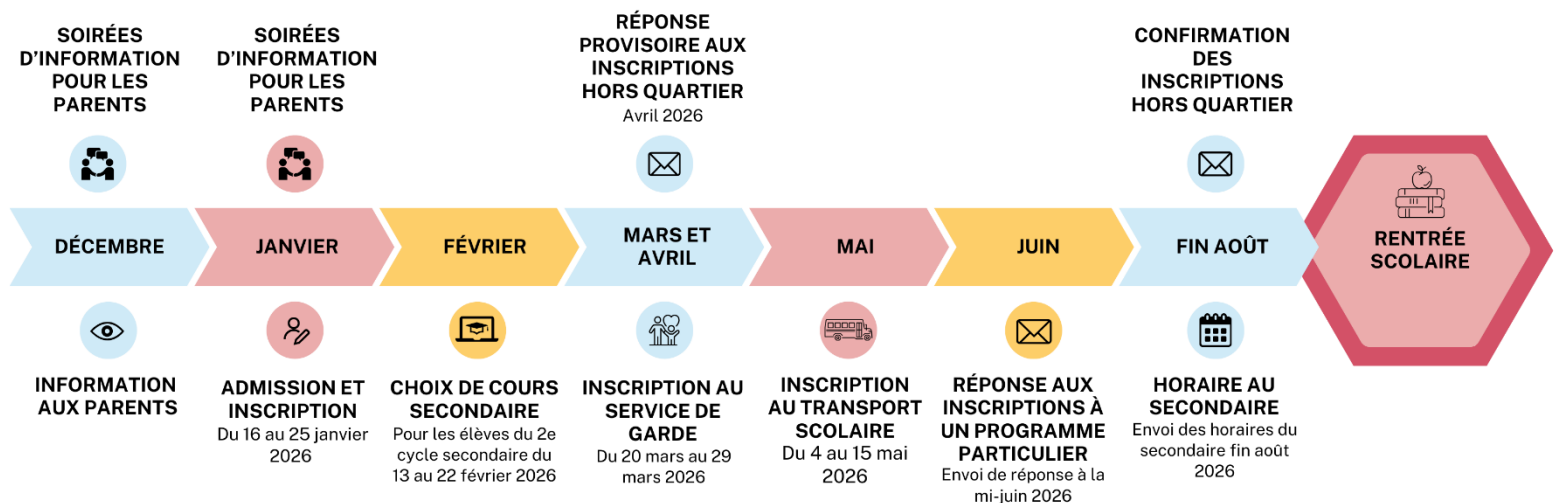 SOIRÉES
D'INFORMATION
POUR LES
PARENTS
SOIRÉES
D'INFORMATION
POUR LES
PARENTS
RÉPONSE
PROVISOIRE AUX
INSCRIPTIONS
HORS QUARTIER
Avril 2026
CONFIRMATION
DES
INSCRIPTIONS
HORS QUARTIER
DÉCEMBRE
JANVIER
FÉVRIER
MARS ET
AVRIL
MAI
JUIN
FIN AOÛT
RENTRÉE
SCOLAIRE
INFORMATION
AUX PARENTS
ADMISSION ET
INSCRIPTION
Du 16 au 25 janvier
2026
CHOIX DE COURS
SECONDAIRE
Pour les élèves du 2e
cycle secondaire du
13 au 22 février 2026
INSCRIPTION AU
SERVICE DE
GARDE
Du 20 mars au 29
mars 2026
INSCRIPTION
AU TRANSPORT
SCOLAIRE
Du 4 au 15 mai
2026
RÉPONSE AUX
INSCRIPTIONS À
UN PROGRAMME
PARTICULIER
Envoi de réponse à la
mi-juin 2026
HORAIRE AU
SECONDAIRE
Envoi des horaires du
secondaire fin août
2026